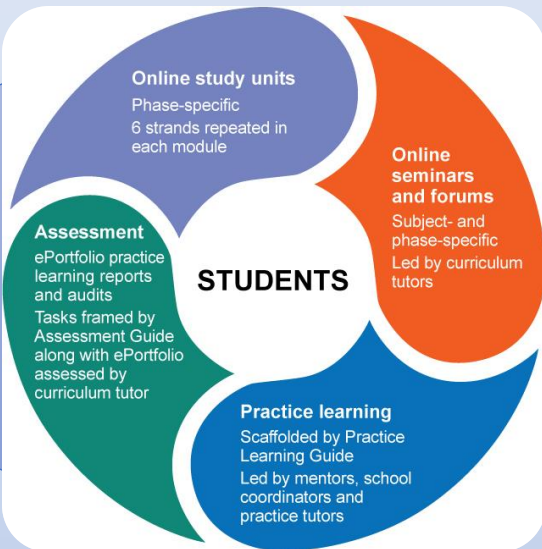 Online study units
Phase-specific
6 strands repeated in
each module
Online
seminars
and forums
Subject- and
phase-specific
Led by curriculum
tutors
STUDENTS
Assessment
ePortfolio practice
learning reports
and audits
Tasks framed by
Assessment Guide
along with ePortfolio
assessed by
curriculum tutor
Practice learning
Scaffolded by Practice
Learning Guide
Led by mentors, school
coordinators and
practice tutors